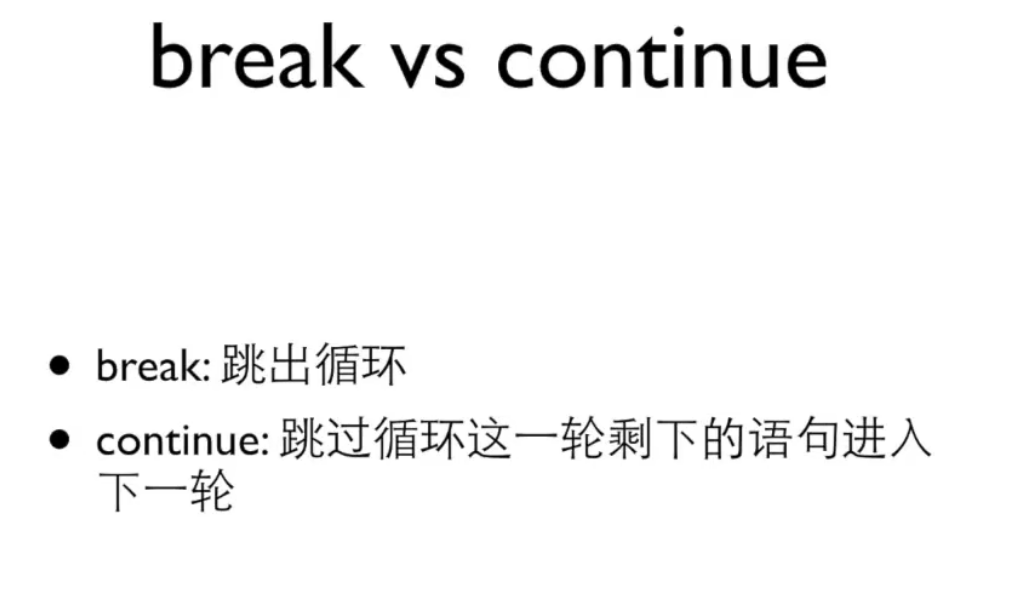 break vs continue
• break: 跳出循环
• continue: 跳过循环这一轮剩下的语句进入
下一轮